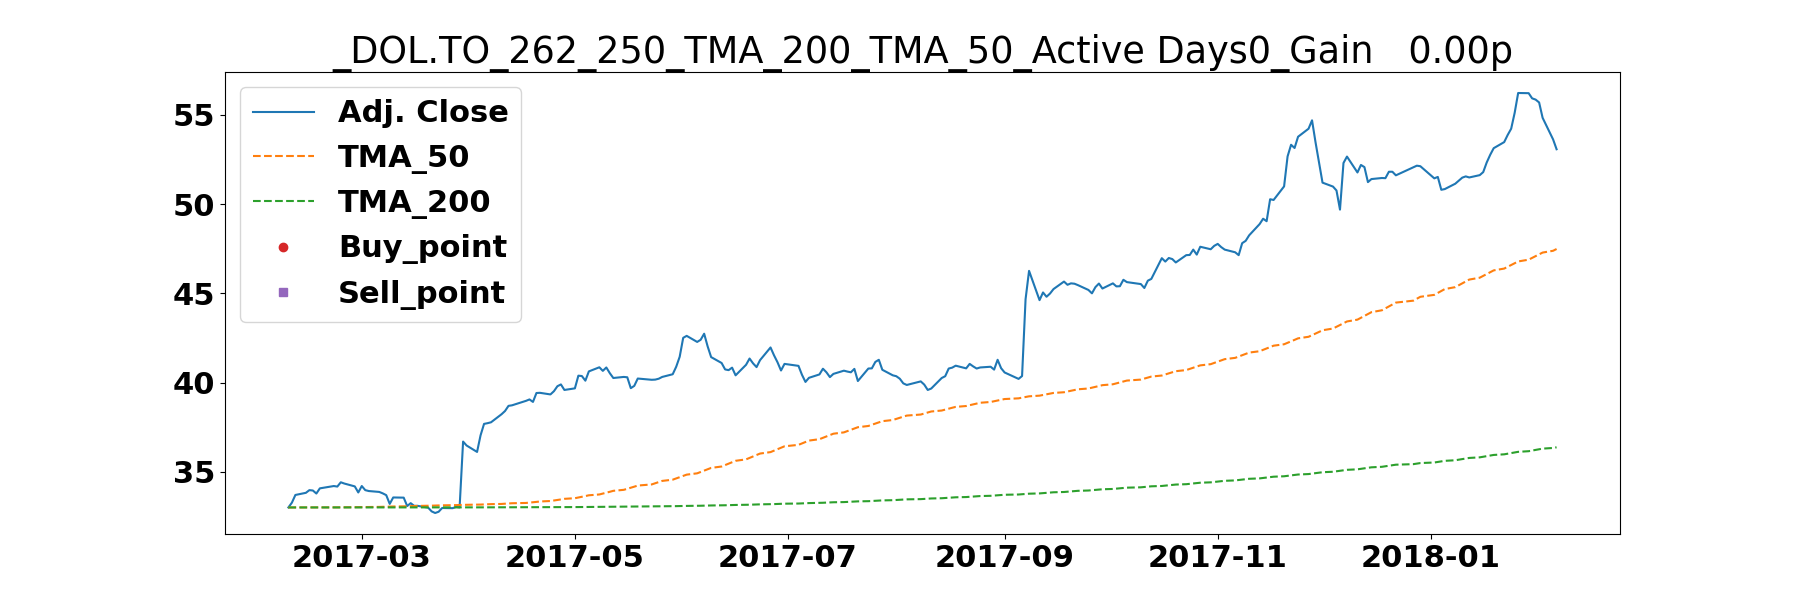 _DOL.TO_262_250_TMA_200_TMA_50_Active Days0_Gain   0.00p
Adj. Close
TMA_50
TMA_200
Buy_point
Sell_point
55
50
45
40
35
2017-03 2017-05 2017-07 2017-09 2017-11 2018-01